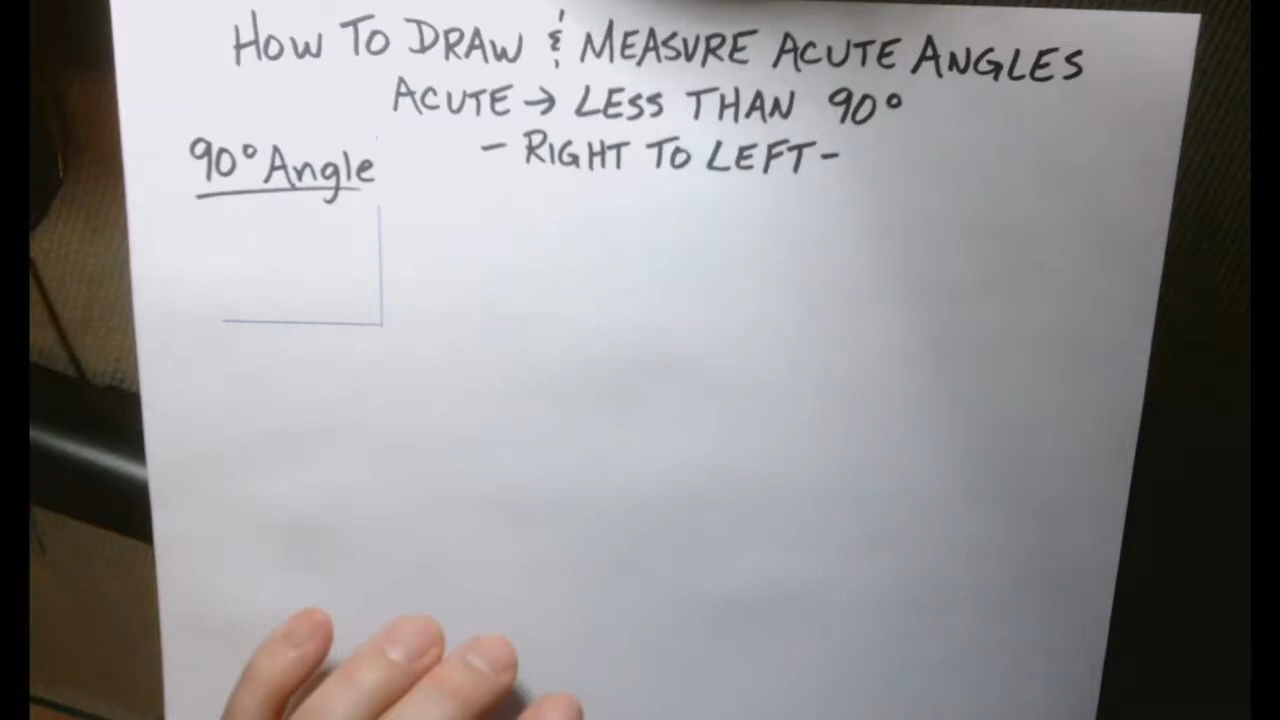 HOW TO DRAW & MEASURE ACUTE ANGLES
ACUTE → LESS THAN 90°
- RIGHT TO LEFT -
90° Angle